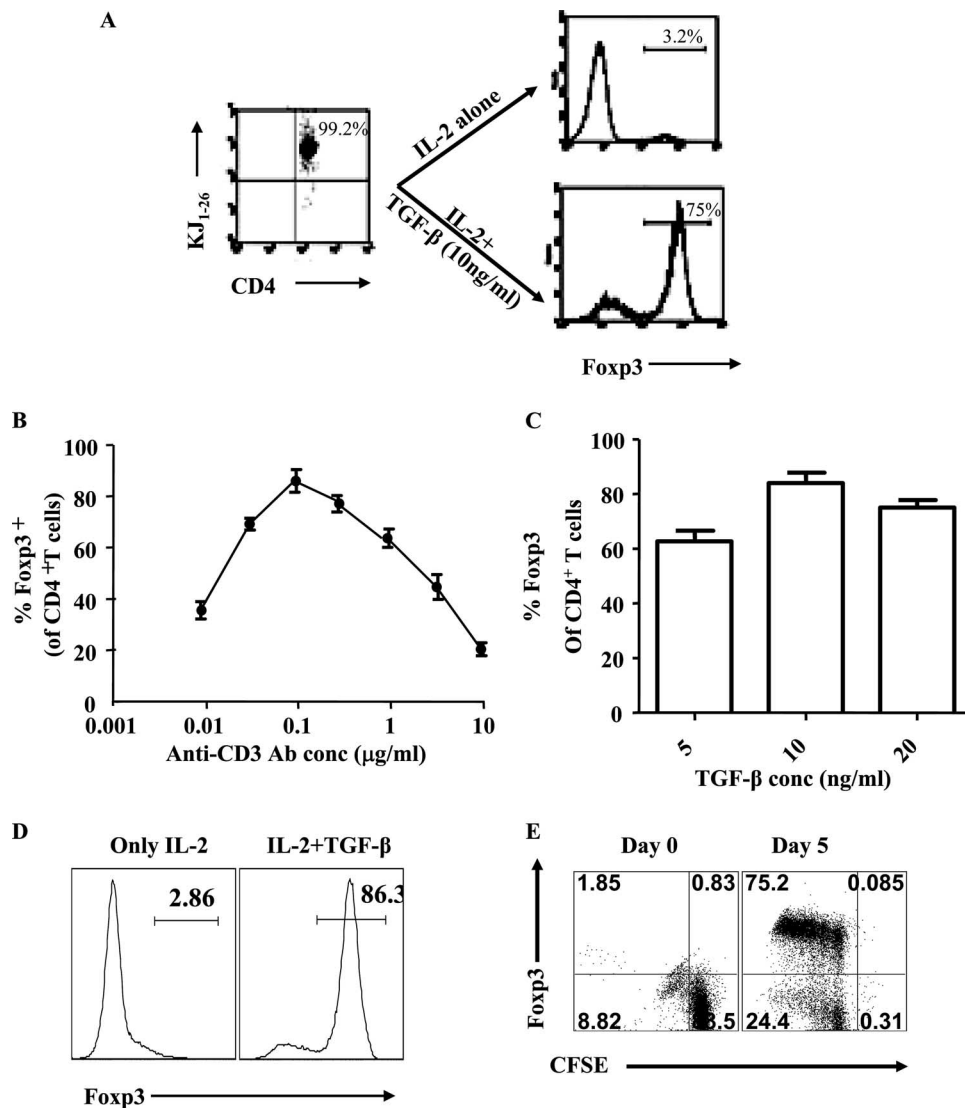 A
3.2%
99.2%
IL-2 alone
KJ1-26
IL-2+
TGF-β (10ng/ml)
75%
CD4
Foxp3
B
C
100
80
60
40
20
0
% Foxp3 +
(of CD4 +T cells)
0.001 0.01 0.1 1 10
Anti-CD3 Ab conc (μg/ml)
100
80
60
40
20
0
% Foxp3
Of CD4+ T cells
5 10 20
TGF-β conc (ng/ml)
D
Only IL-2 IL-2+TGF-β
2.86
86.3
Foxp3
E
Day 0 Day 5
1.85 0.83 75.2 0.085
Foxp3
8.82 24.4 0.31
CFSE